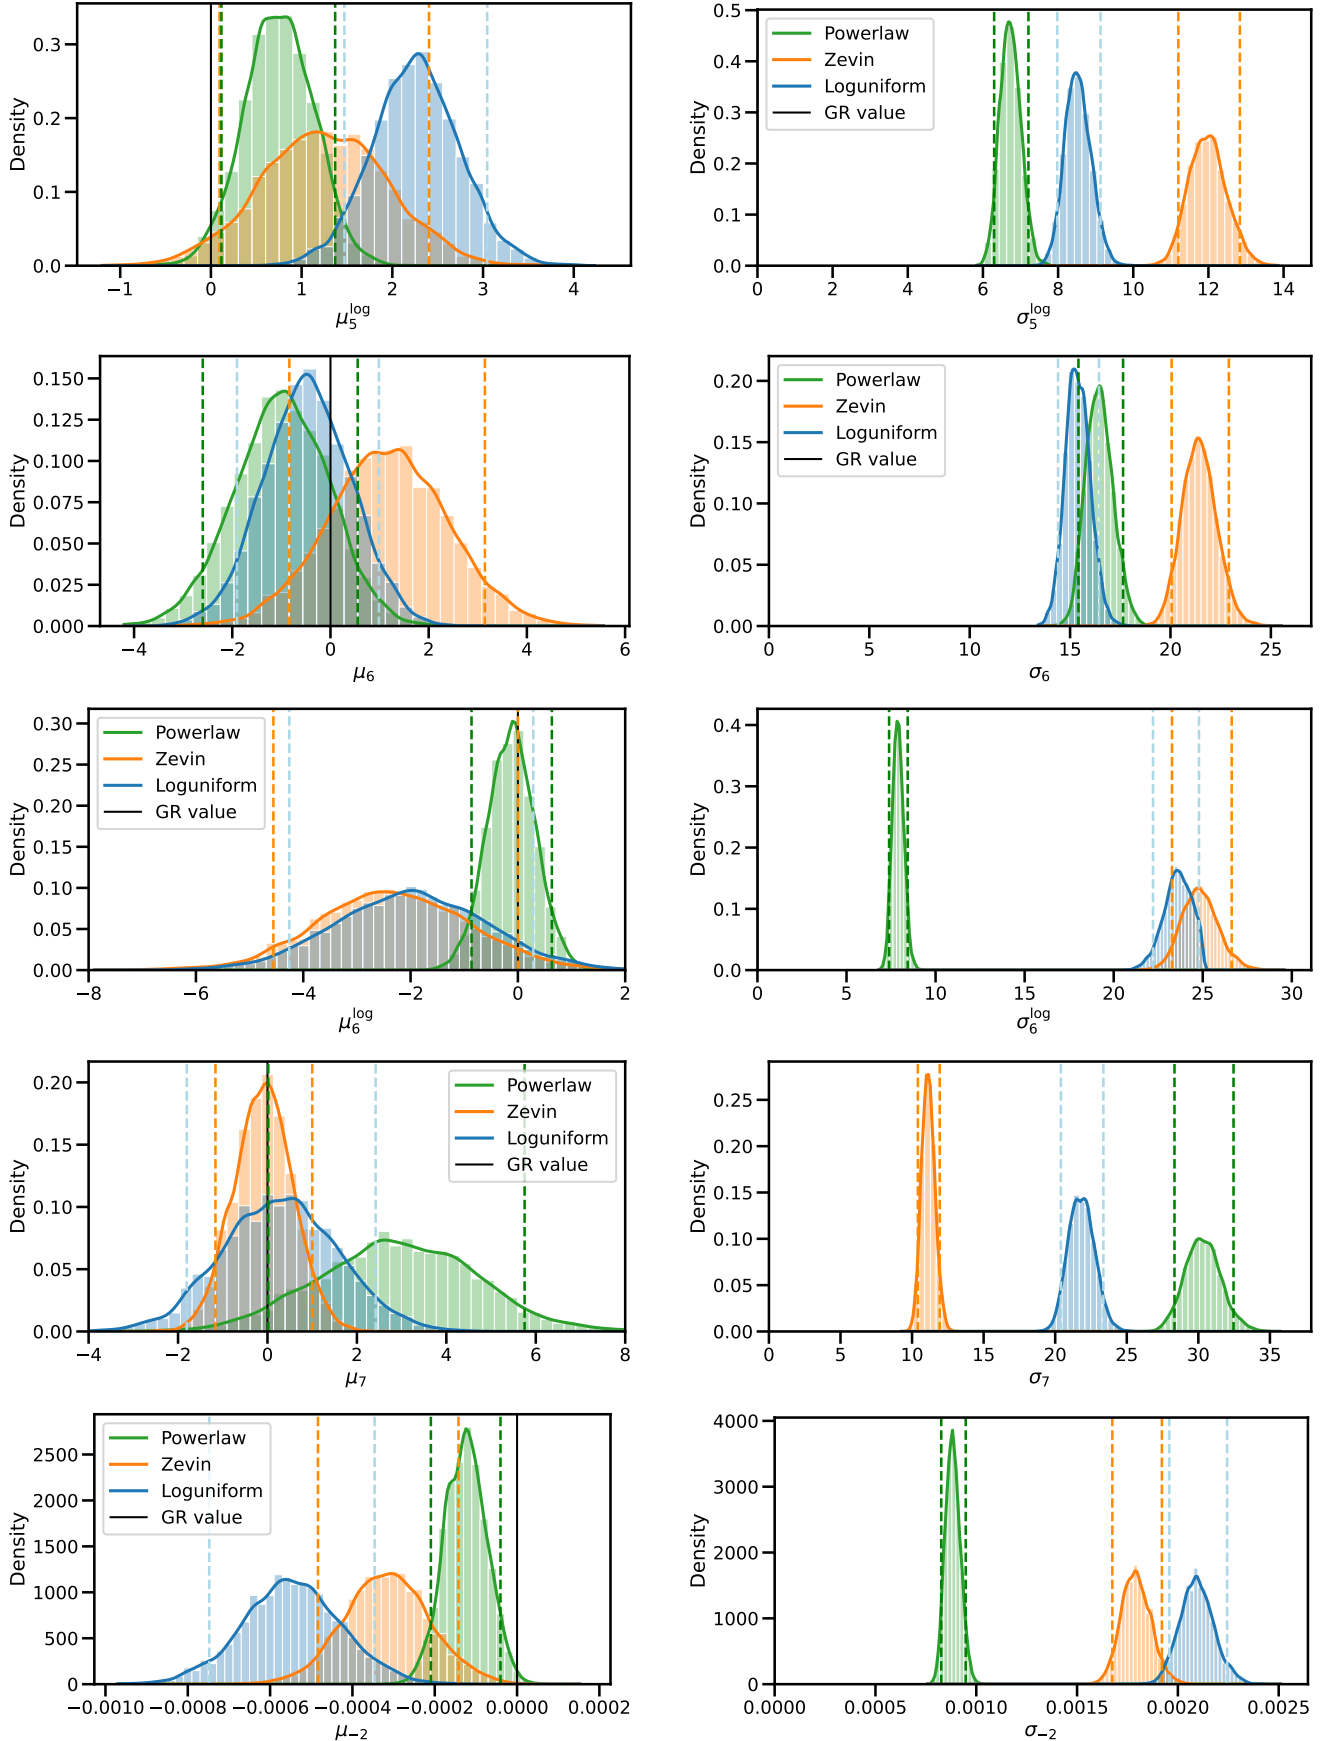 0.3
0.2
0.1
0.0
Density
−1 0 1 2 3 4
μ₅^log
0.5
0.4
0.3
0.2
0.1
0.0
Density
Powerlaw
Zevin
Loguniform
GR value
0 2 4 6 8 10 12 14
σ₅^log
0.150
0.125
0.100
0.075
0.050
0.025
0.000
Density
−4 −2 0 2 4 6
μ₆
0.20
0.15
0.10
0.05
0.00
Density
Powerlaw
Zevin
Loguniform
GR value
0 5 10 15 20 25
σ₆
0.30
0.25
0.20
0.15
0.10
0.05
0.00
Density
Powerlaw
Zevin
Loguniform
GR value
−8 −6 −4 −2 0 2
μ₆^log
0.4
0.3
0.2
0.1
0.0
Density
0 5 10 15 20 25 30
σ₆^log
0.20
0.15
0.10
0.05
0.00
Density
Powerlaw
Zevin
Loguniform
GR value
−4 −2 0 2 4 6 8
μ₇
0.25
0.20
0.15
0.10
0.05
0.00
Density
0 5 10 15 20 25 30 35
σ₇
2500
2000
1500
1000
500
0
Density
Powerlaw
Zevin
Loguniform
GR value
−0.0010 −0.0008 −0.0006 −0.0004 −0.0002 0.0000 0.0002
μ₋₂
4000
3000
2000
1000
0
Density
0.0000 0.0005 0.0010 0.0015 0.0020 0.0025
σ₋₂